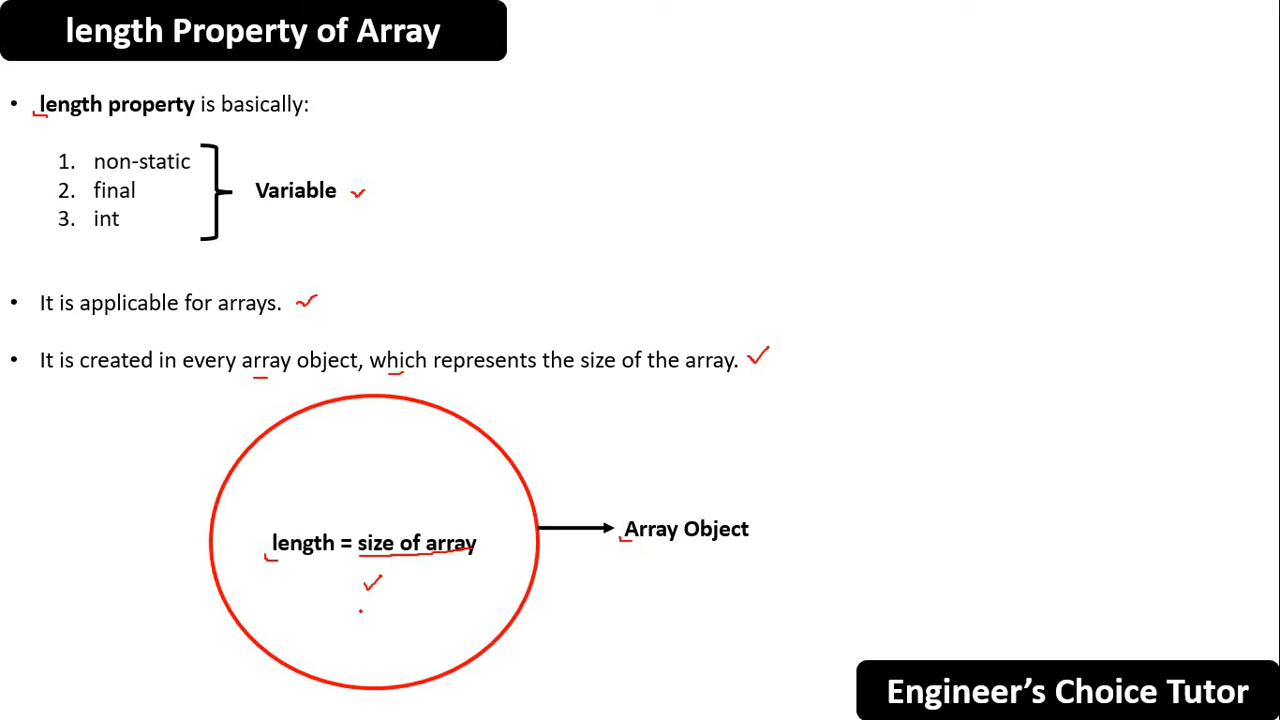 length Property of Array
• length property is basically:
1. non-static
2. final
3. int
Variable
• It is applicable for arrays.
• It is created in every array object, which represents the size of the array.
length = size of array
Array Object
Engineer’s Choice Tutor